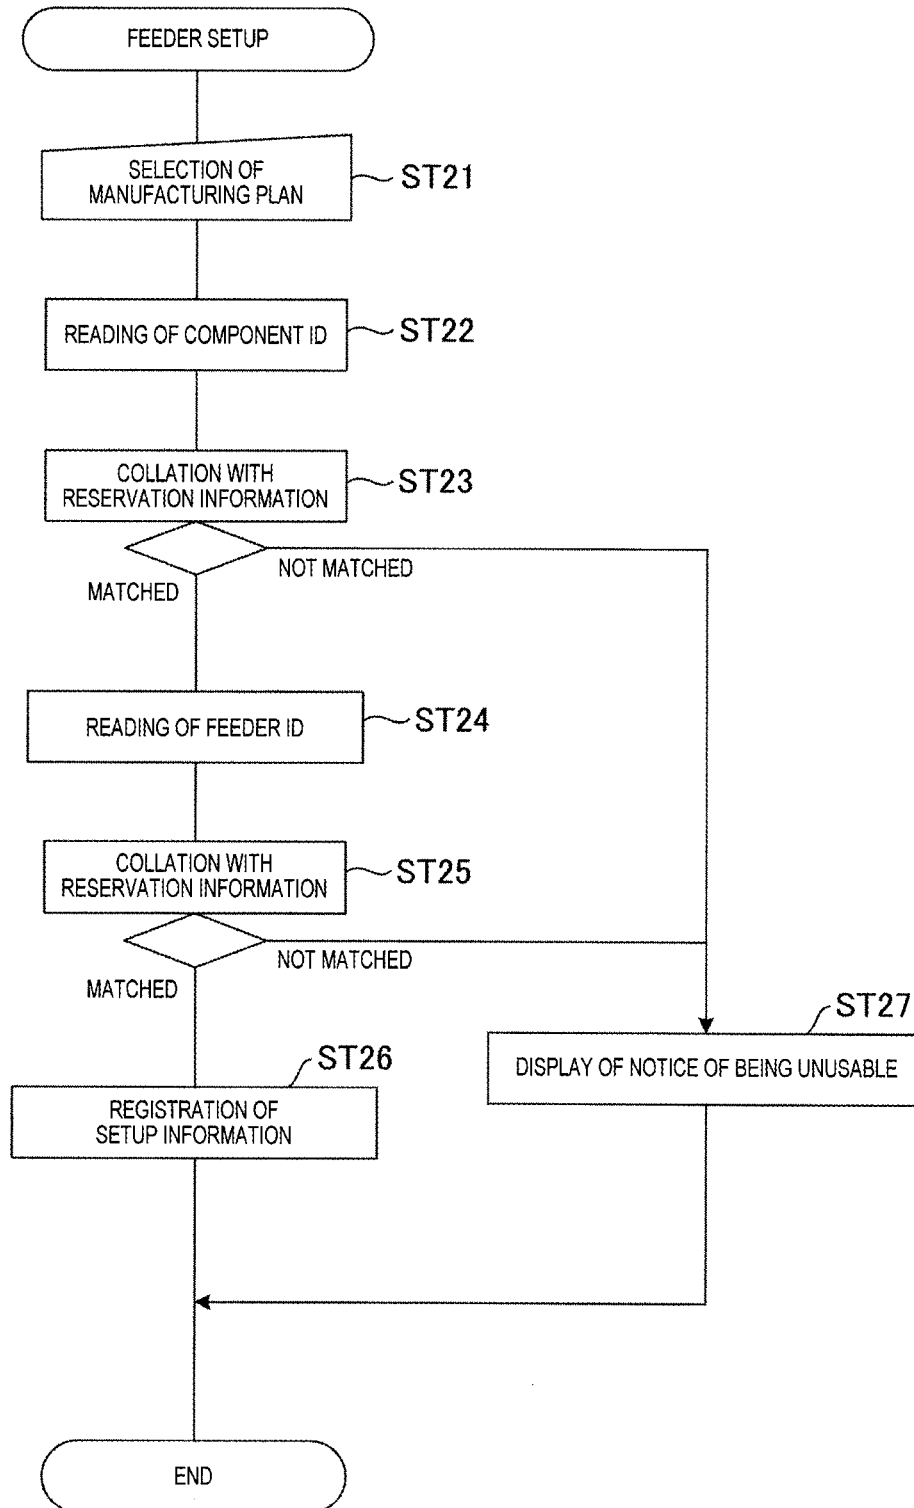 FEEDER SETUP
SELECTION OF
MANUFACTURING PLAN
ST21
READING OF COMPONENT ID
ST22
COLLATION WITH
RESERVATION INFORMATION
ST23
NOT MATCHED
MATCHED
READING OF FEEDER ID
ST24
COLLATION WITH
RESERVATION INFORMATION
ST25
NOT MATCHED
MATCHED
ST27
DISPLAY OF NOTICE OF BEING UNUSABLE
ST26
REGISTRATION OF
SETUP INFORMATION
END